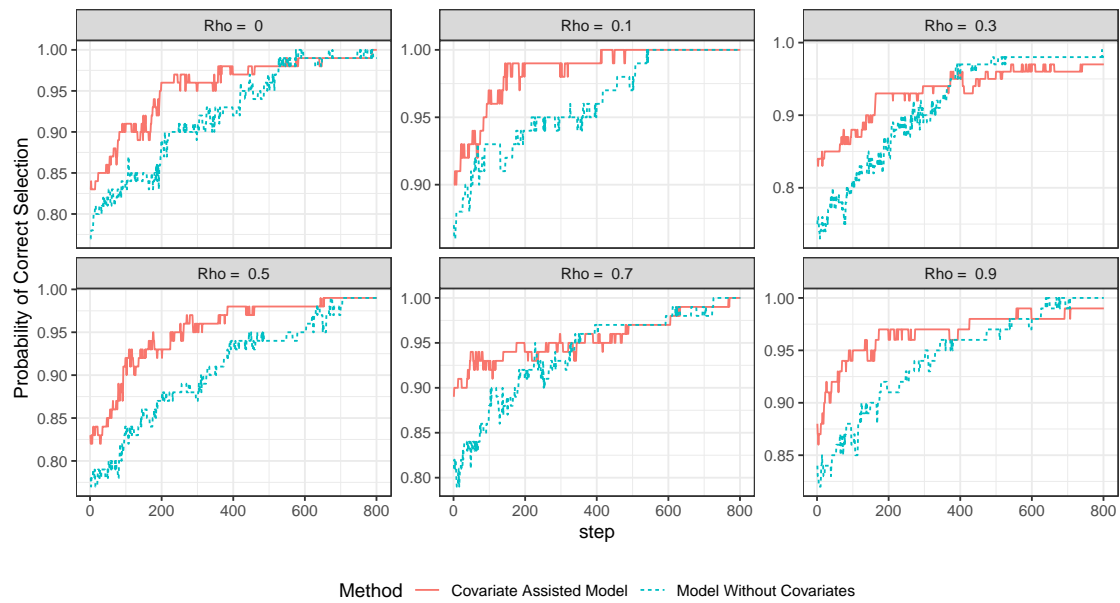 Rho = 0
Rho = 0.1
Rho = 0.3
1.00
0.95
0.90
0.85
0.80
1.00
0.95
0.90
1.0
0.9
0.8
Probability of Correct Selection
Rho = 0.5
Rho = 0.7
Rho = 0.9
1.00
0.95
0.90
0.85
0.80
1.00
0.95
0.90
0.85
0.80
1.00
0.95
0.90
0.85
0 200 400 600 800
0 200 400 600 800
0 200 400 600 800
step
Method Covariate Assisted Model Model Without Covariates